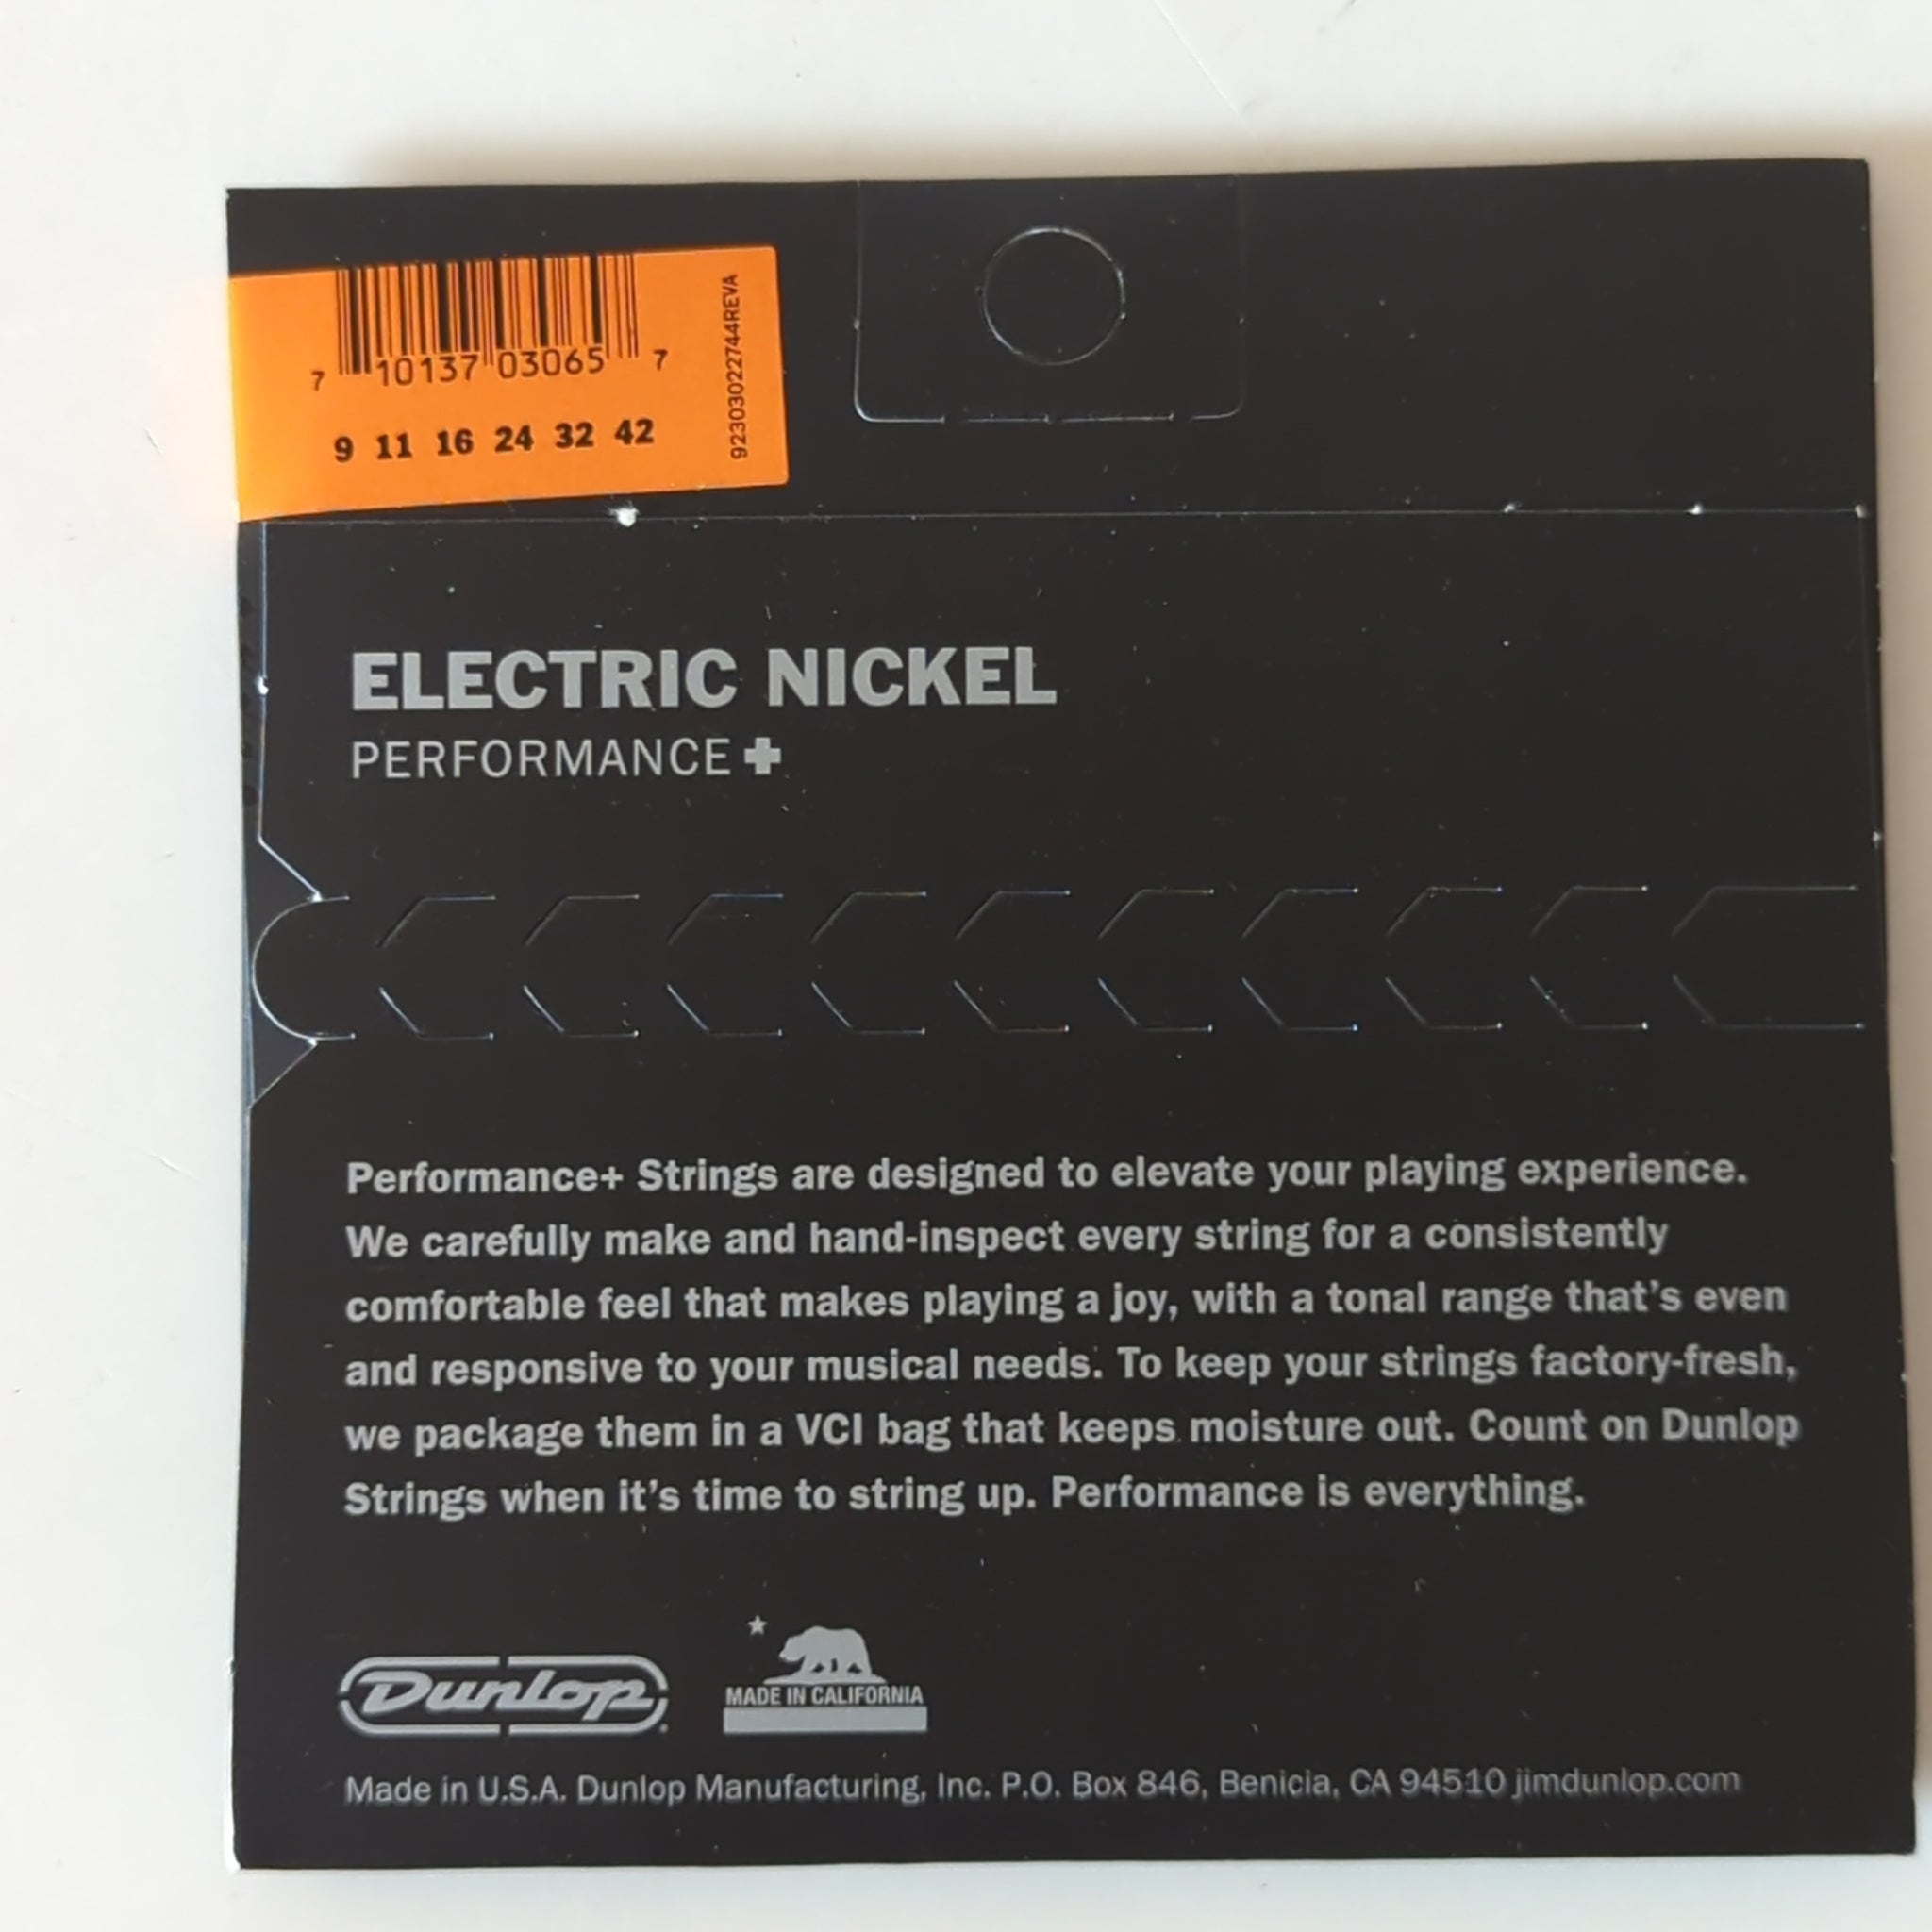 7 10137 03065 7
9 11 16 24 32 42
92303022744REVA
ELECTRIC NICKEL
PERFORMANCE+
Performance+ Strings are designed to elevate your playing experience.
We carefully make and hand-inspect every string for a consistently
comfortable feel that makes playing a joy, with a tonal range that's even
and responsive to your musical needs. To keep your strings factory-fresh,
we package them in a VCI bag that keeps moisture out. Count on Dunlop
Strings when it's time to string up. Performance is everything.
Dunlop
MADE IN CALIFORNIA
Made in U.S.A. Dunlop Manufacturing, Inc. P.O. Box 846, Benicia, CA 94510 jimdunlop.com